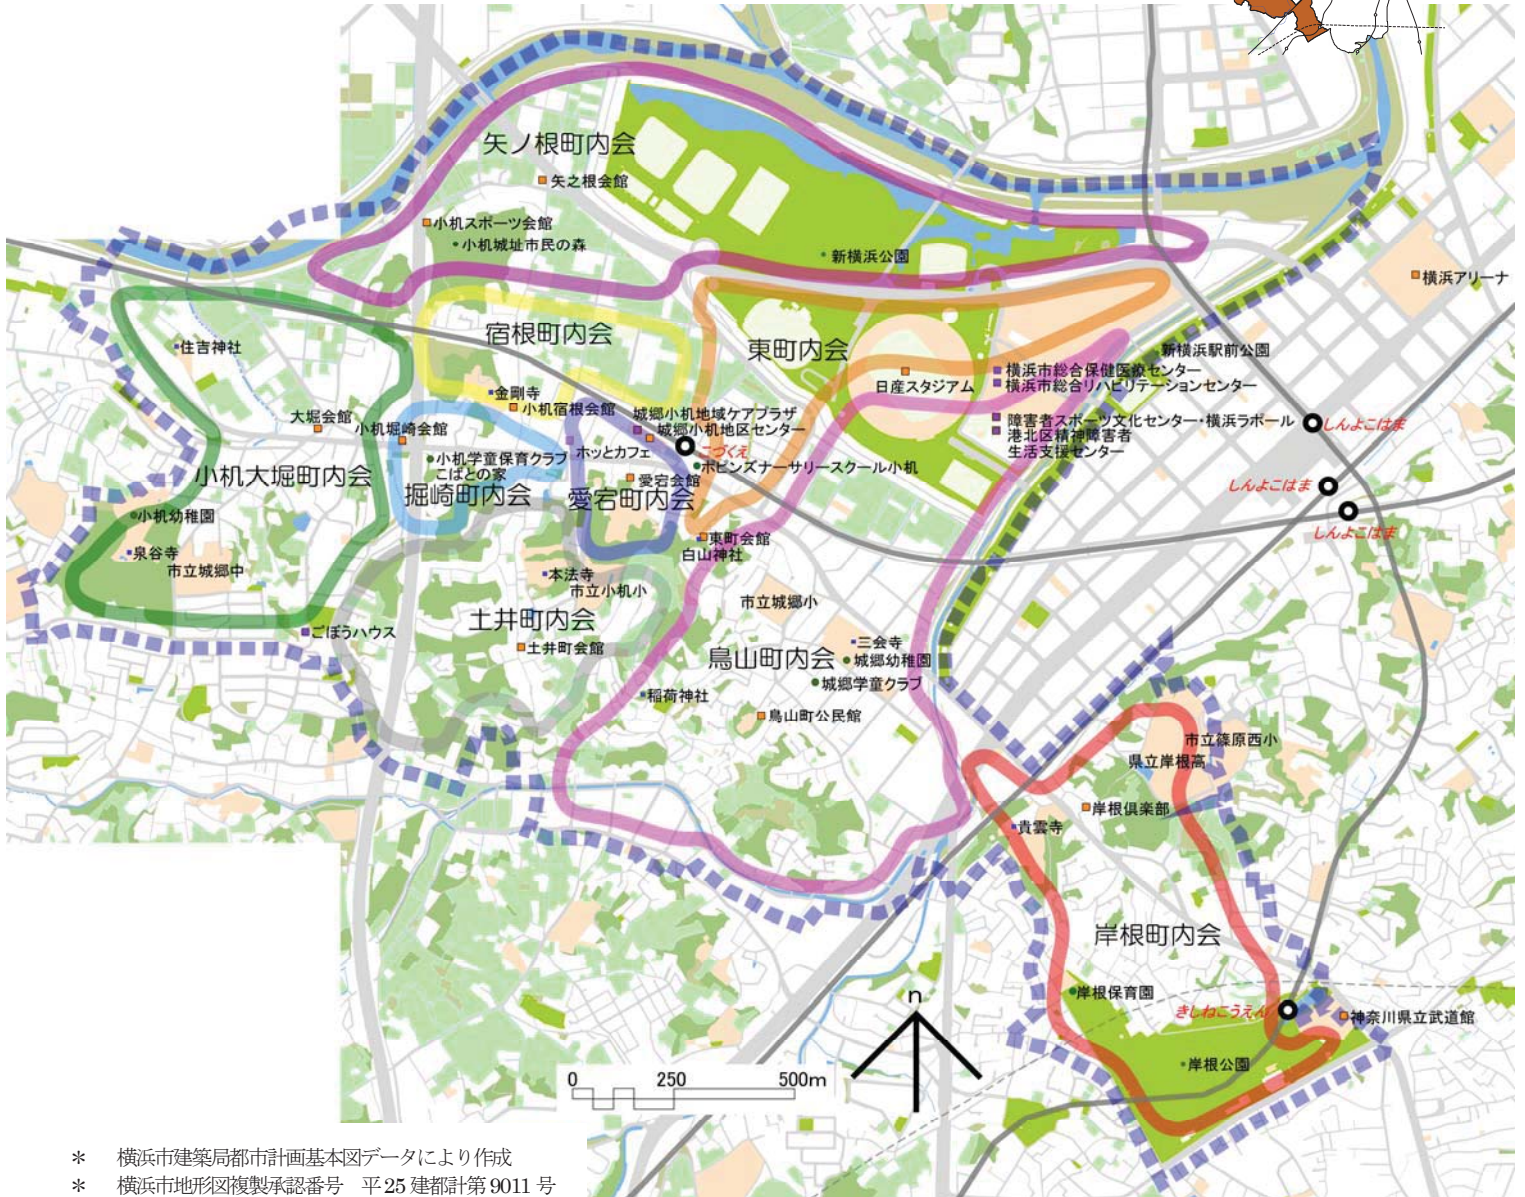 矢ノ根町内会
矢之根会館
小机スポーツ会館
小机城址市民の森
新横浜公園
横浜アリーナ
宿根町内会
東町内会
住吉神社
新横浜駅前公園
横浜市総合保健医療センター
横浜市総合リハビリテーションセンター
日産スタジアム
金剛寺
小机宿根会館
城郷小机地域ケアプラザ
城郷小机地区センター
障害者スポーツ文化センター・横浜ラポール
港北区精神障害者
生活支援センター
しんよこはま
大堀会館
小机堀崎会館
ホッとカフェ
こづくえ
ポピンズナーサリースクール小机
小机学童保育クラブ
こばとの家
小机大堀町内会
掘崎町内会
愛宕会館
愛宕町内会
しんよこはま
しんよこはま
小机幼稚園
東町会館
白山神社
泉谷寺
市立城郷中
本法寺
市立小机小
市立城郷小
土井町内会
ごぼうハウス
土井町会館
三会寺
城郷幼稚園
鳥山町内会
城郷学童クラブ
稲荷神社
鳥山町公民館
市立篠原西小
県立岸根高
岸根倶楽部
貴雲寺
岸根町内会
岸根保育園
きしねこうえん
神奈川県立武道館
岸根公園
n
0 250 500m
＊ 横浜市建築局都市計画基本図データにより作成
＊ 横浜市地形図複製承認番号 平25建都計第9011号